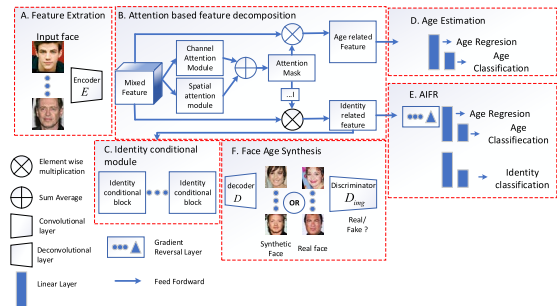 A. Feature Extration
Input face
Encoder
E
B. Attention based feature decomposition
Mixed
Feature
Channel
Attention
Module
Spatial
attention
module
Attention
Mask
...I
Age related
Feature
Identity
related
feature
D. Age Estimation
Age Regresion
Age
Classification
E. AIFR
Age Regresion
Age
Classifiecation
Identity
classification
C. Identity conditional
module
Identity
conditional
block
Identity
conditional
block
F. Face Age Synthesis
decoder
D
OR
Discriminator
D_img
Real/
Fake ?
Synthetic
Face
Real face
Element wise
multiplication
Sum Average
Convolutional
layer
Deconvolutional
layer
Linear Layer
Gradient
Reversal Layer
Feed Fordward